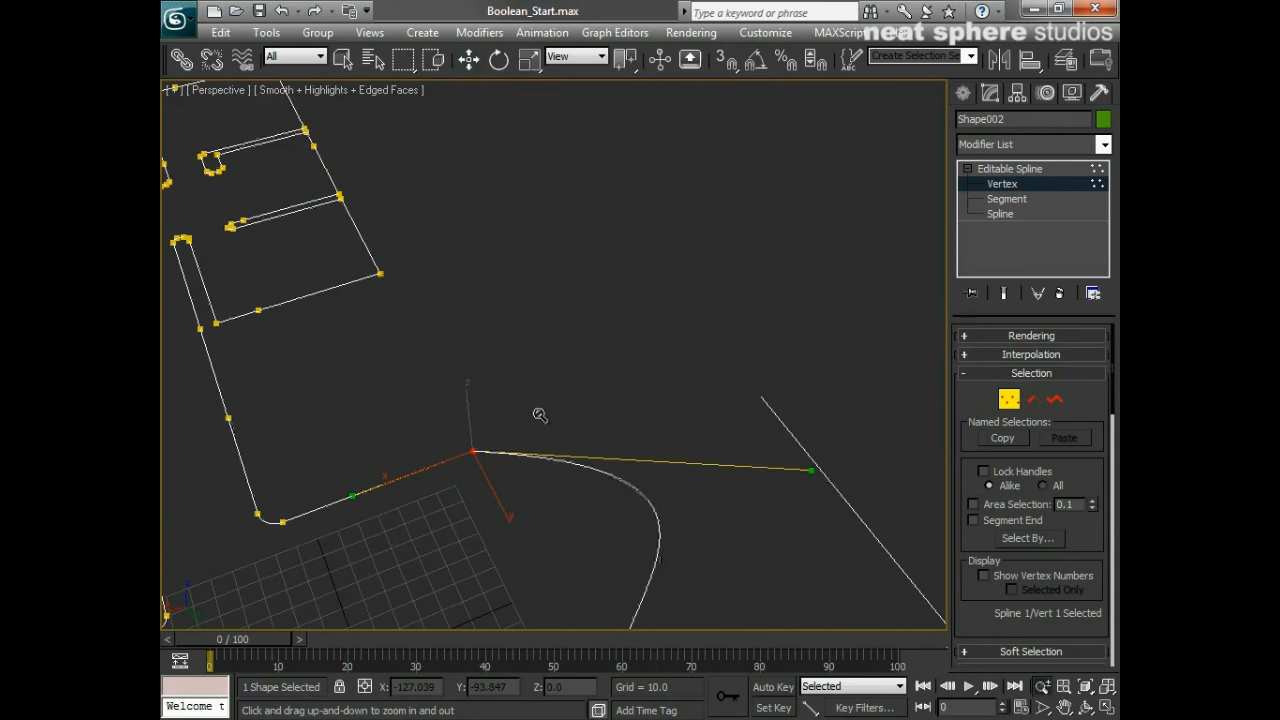 Boolean_Start.max
Type a keyword or phrase
Edit Tools Group Views Create Modifiers Animation Graph Editors Rendering Customize MAXScri
neat sphere studios
All
View
3
Create Selection Se
[ + ] [ Perspective ] [ Smooth + Highlights + Edged Faces ]
Shape002
Modifier List
Editable Spline
Vertex
Segment
Spline
z
x
y
+ Rendering
+ Interpolation
- Selection
Named Selections:
Copy Paste
Lock Handles
Alike All
Area Selection: 0.1
Segment End
Select By...
Display
Show Vertex Numbers
Selected Only
Spline 1/Vert 1 Selected
+ Soft Selection
< 0 / 100 >
0 10 20 30 40 50 60 70 80 90 100
1 Shape Selected X: -127.039 Y: -93.847 Z: 0.0 Grid = 10.0 Auto Key Selected
Welcome t Click and drag up-and-down to zoom in and out Add Time Tag Set Key Key Filters... 0